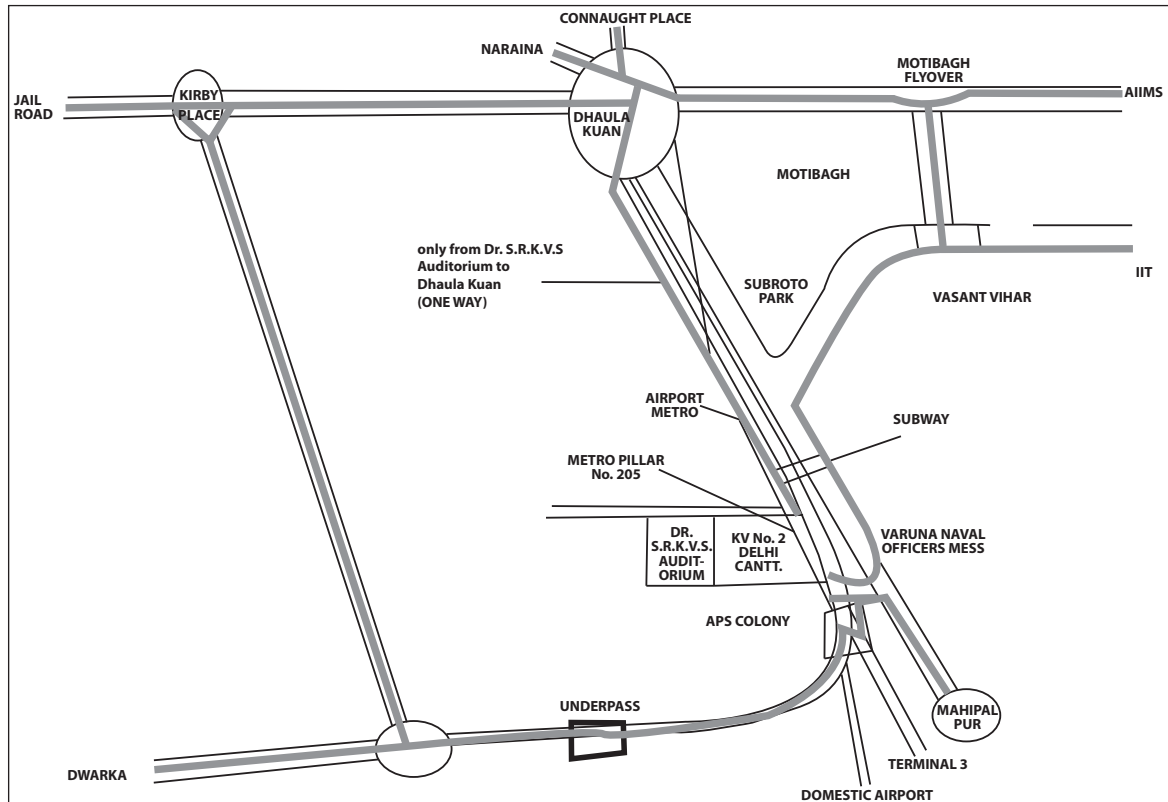 CONNAUGHT PLACE
NARAINA
MOTIBAGH
FLYOVER
JAIL
ROAD
KIRBY
PLACE
AIIMS
DHAULA
KUAN
MOTIBAGH
only from Dr. S.R.K.V.S
Auditorium to
Dhaula Kuan
(ONE WAY)
SUBROTO
PARK
IIT
VASANT VIHAR
AIRPORT
METRO
SUBWAY
METRO PILLAR
No. 205
DR.
S.R.K.V.S.
AUDIT-
ORIUM
KV No. 2
DELHI
CANTT.
VARUNA NAVAL
OFFICERS MESS
APS COLONY
UNDERPASS
MAHIPAL
PUR
DWARKA
TERMINAL 3
DOMESTIC AIRPORT